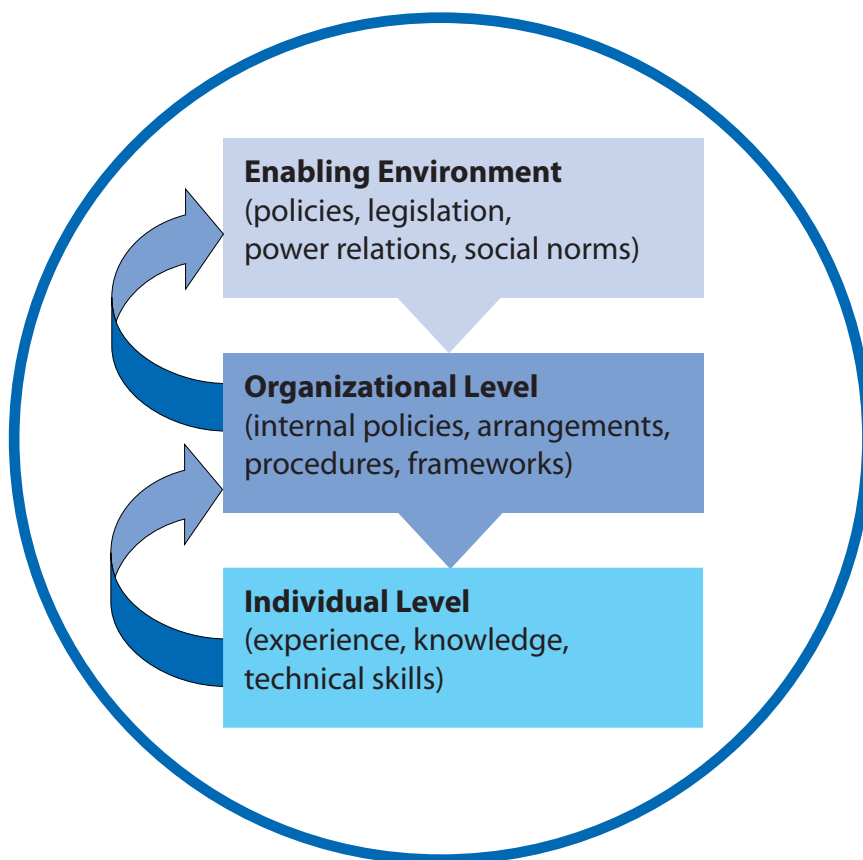 Enabling Environment
(policies, legislation,
power relations, social norms)
Organizational Level
(internal policies, arrangements,
procedures, frameworks)
Individual Level
(experience, knowledge,
technical skills)